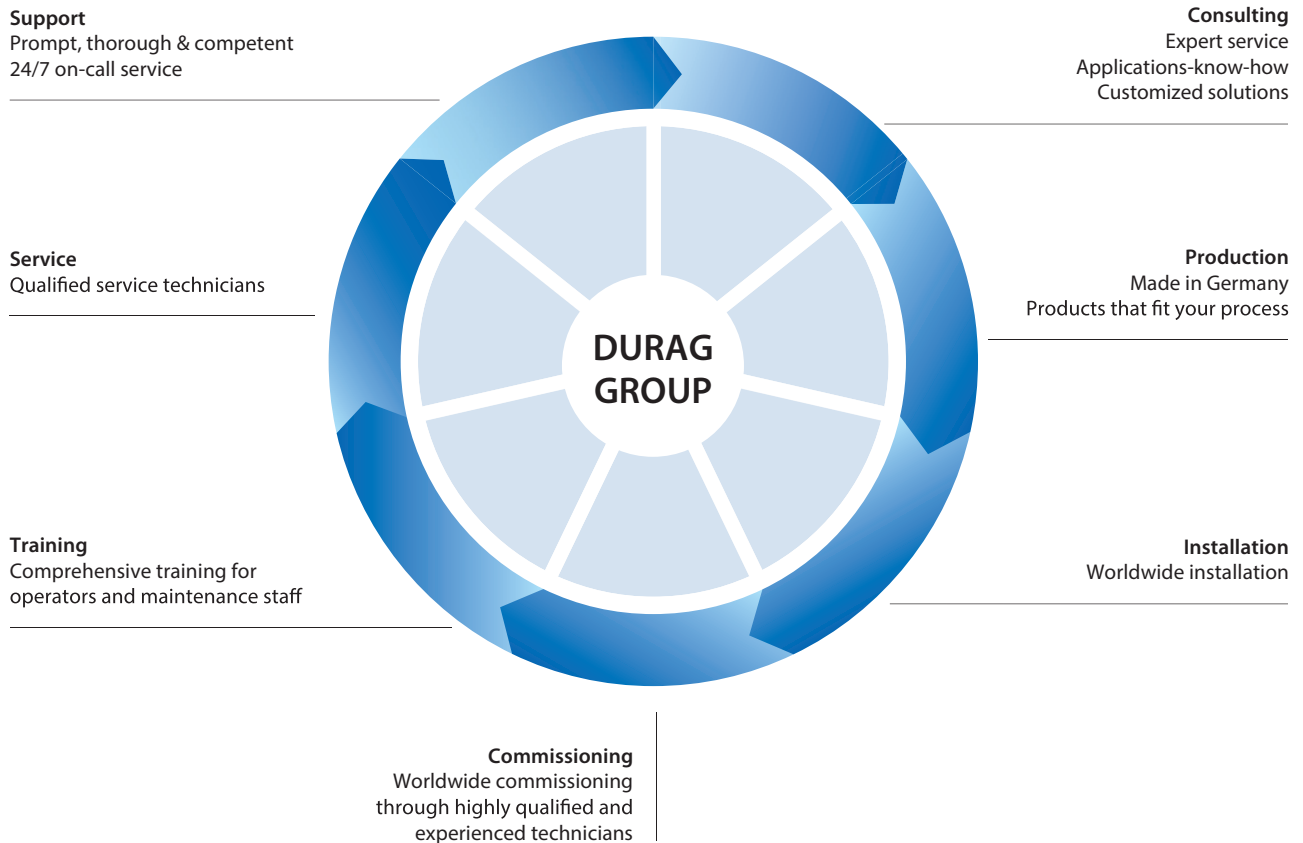 Support
Prompt, thorough & competent
24/7 on-call service
Consulting
Expert service
Applications-know-how
Customized solutions
Service
Qualified service technicians
Production
Made in Germany
Products that fit your process
DURAG
GROUP
Training
Comprehensive training for
operators and maintenance staff
Installation
Worldwide installation
Commissioning
Worldwide commissioning
through highly qualified and
experienced technicians